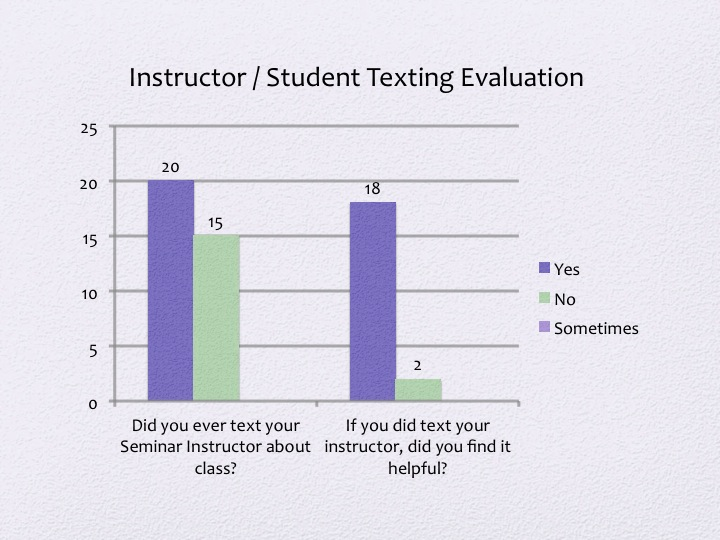 Instructor / Student Texting Evaluation
25
20
15
10
5
0
20
15
18
2
Did you ever text your
Seminar Instructor about
class?
If you did text your
instructor, did you find it
helpful?
Yes
No
Sometimes